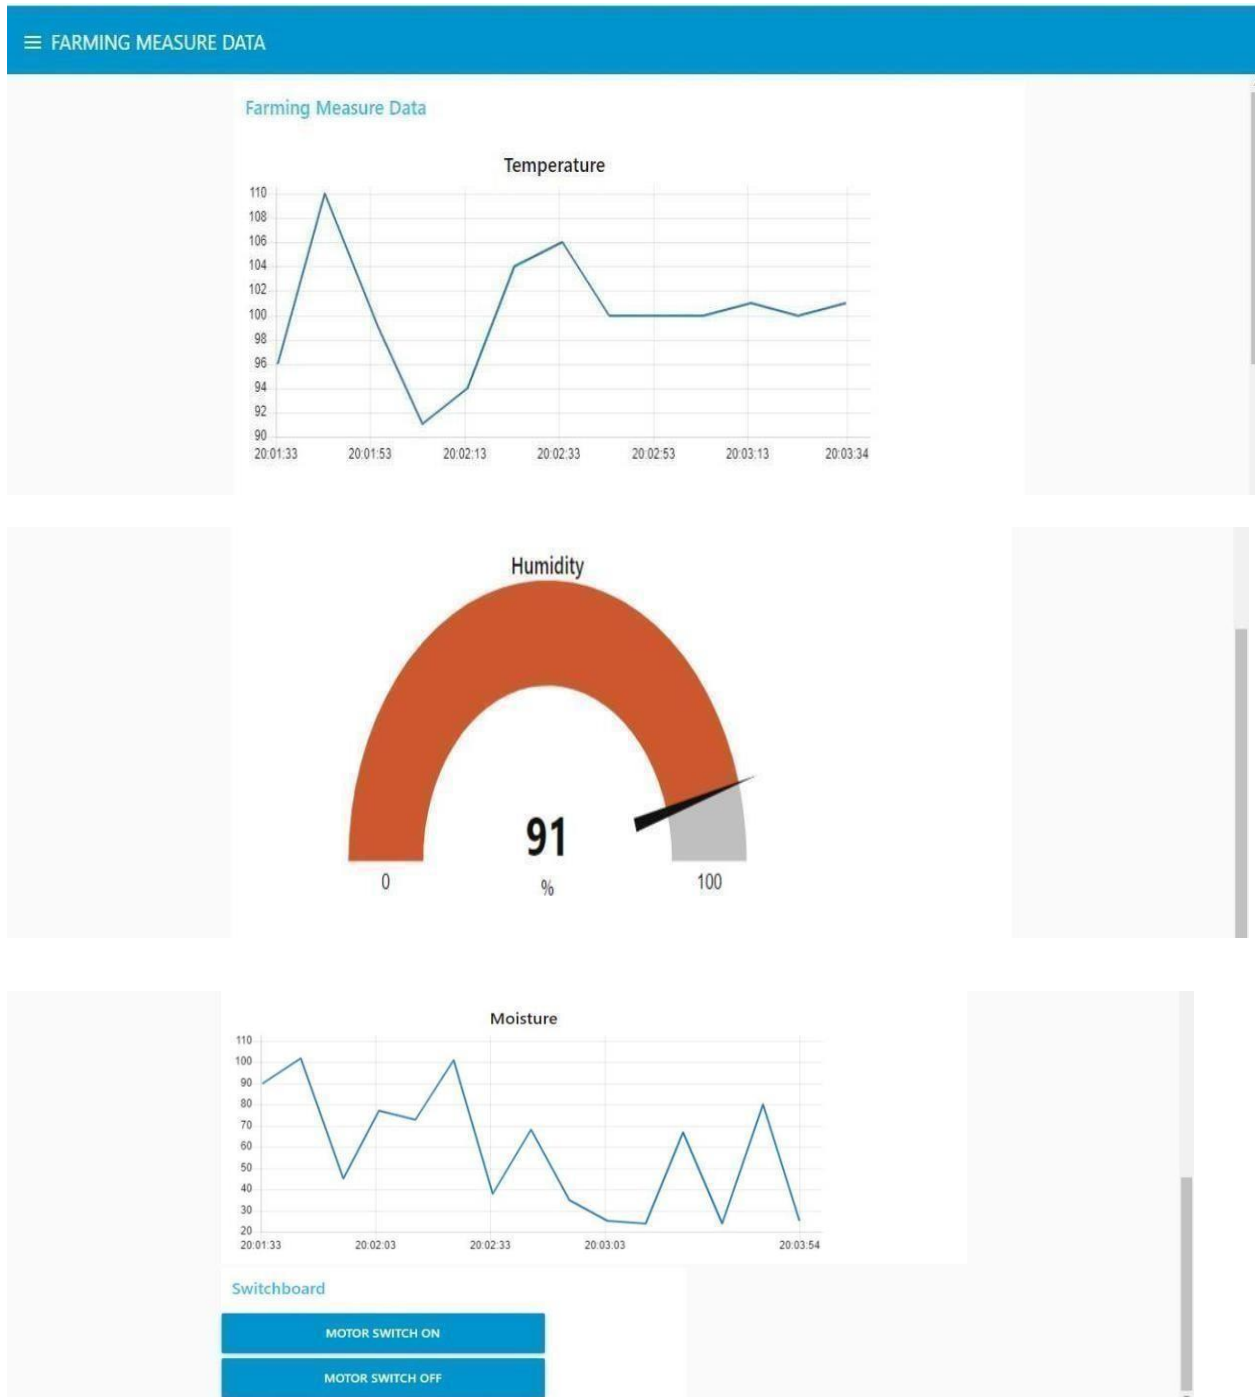 ☰ FARMING MEASURE DATA
Farming Measure Data
Temperature
110
108
106
104
102
100
98
96
94
92
90
20:01:33 20:01:53 20:02:13 20:02:33 20:02:53 20:03:13 20:03:34
Humidity
91
0 % 100
Moisture
110
100
90
80
70
60
50
40
30
20
20:01:33 20:02:03 20:02:33 20:03:03 20:03:54
Switchboard
MOTOR SWITCH ON
MOTOR SWITCH OFF